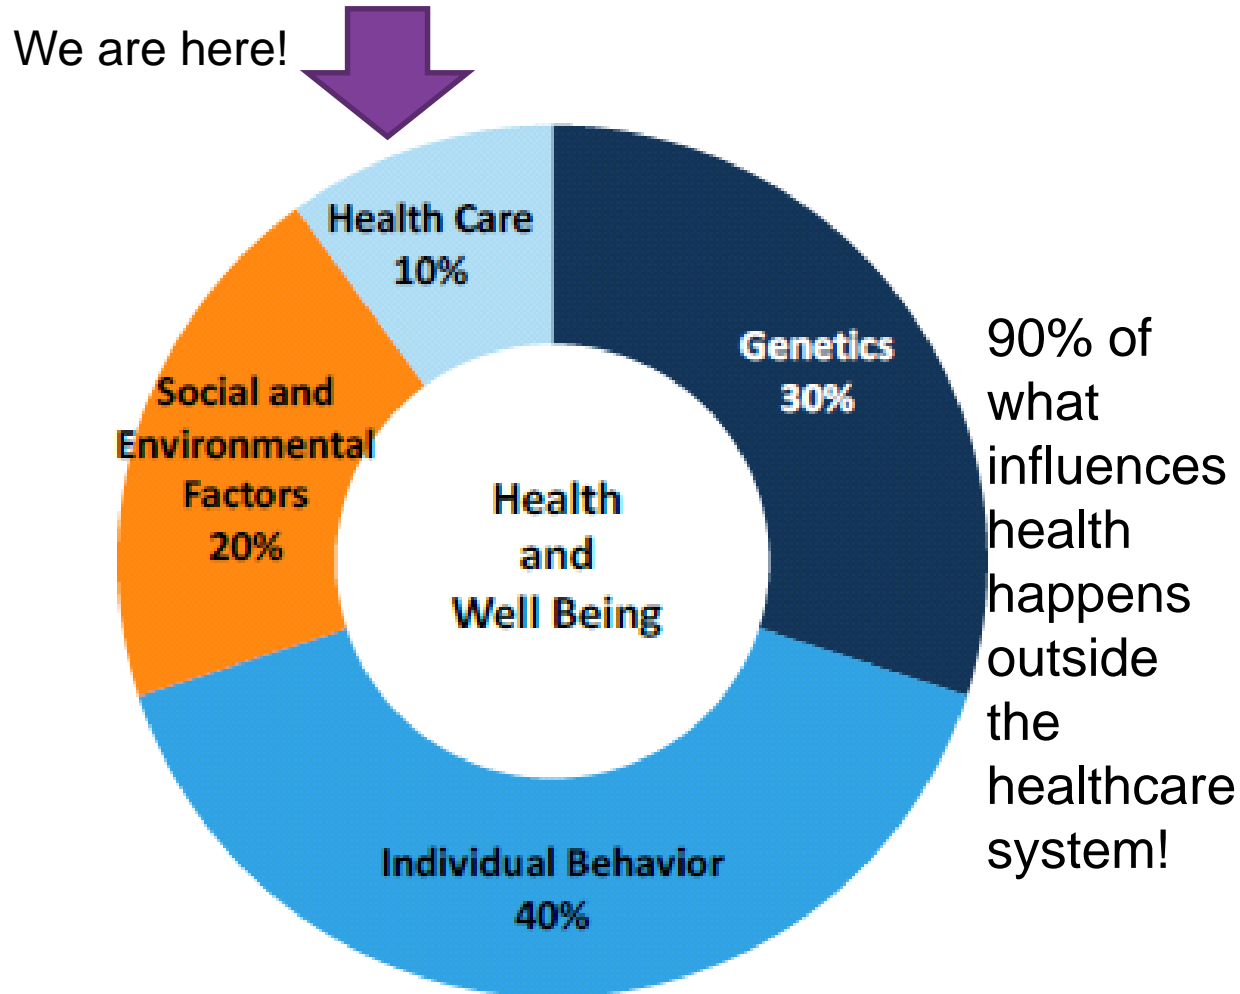 We are here!
Health Care
10%
Genetics
30%
Social and
Environmental
Factors
20%
Health
and
Well Being
Individual Behavior
40%
90% of
what
influences
health
happens
outside
the
healthcare
system!